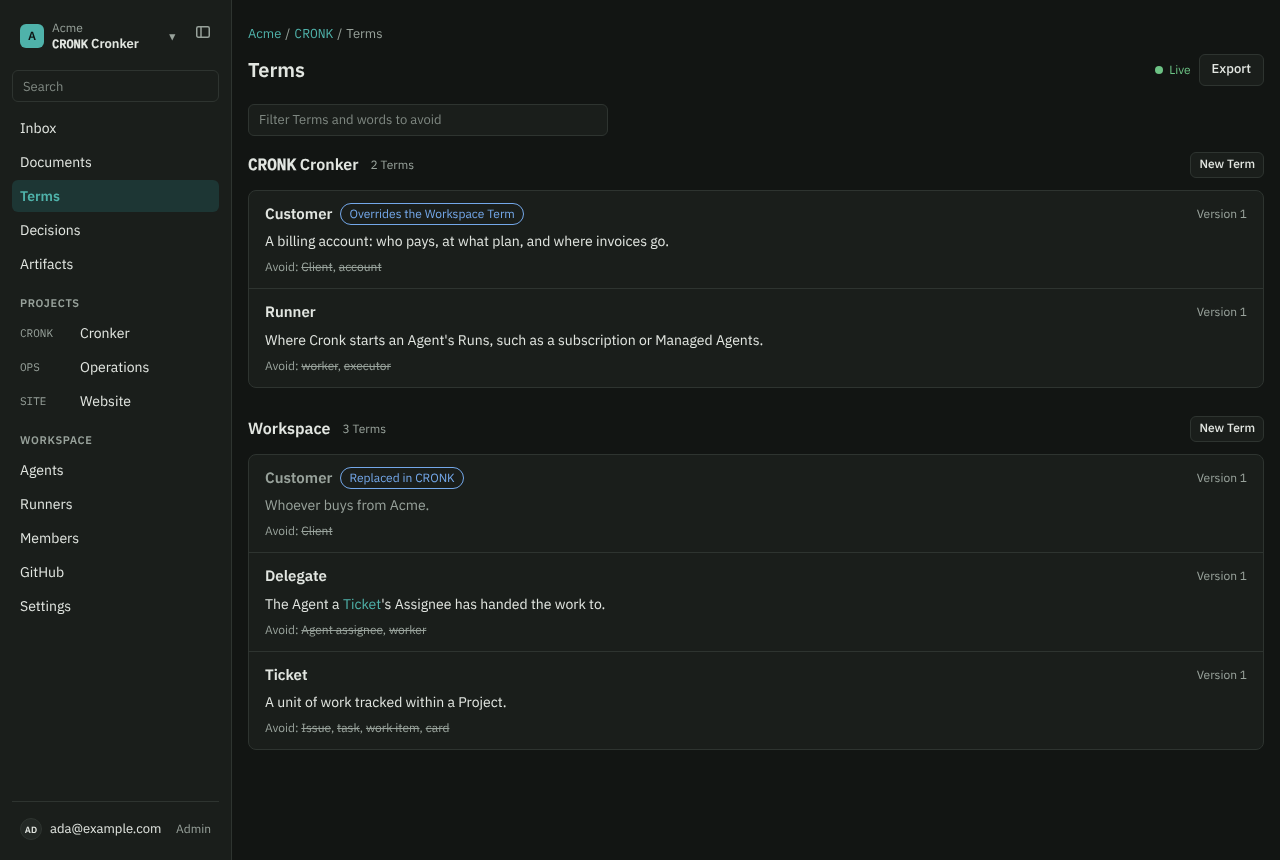 A
Acme
CRONK Cronker
▼
Search
Inbox
Documents
Terms
Decisions
Artifacts
PROJECTS
CRONK Cronker
OPS Operations
SITE Website
WORKSPACE
Agents
Runners
Members
GitHub
Settings
AD ada@example.com Admin
Acme / CRONK / Terms
Terms
Live
Export
Filter Terms and words to avoid
CRONK Cronker 2 Terms
New Term
Customer Overrides the Workspace Term Version 1
A billing account: who pays, at what plan, and where invoices go.
Avoid: Client, account
Runner Version 1
Where Cronk starts an Agent's Runs, such as a subscription or Managed Agents.
Avoid: worker, executor
Workspace 3 Terms
New Term
Customer Replaced in CRONK Version 1
Whoever buys from Acme.
Avoid: Client
Delegate Version 1
The Agent a Ticket's Assignee has handed the work to.
Avoid: Agent assignee, worker
Ticket Version 1
A unit of work tracked within a Project.
Avoid: Issue, task, work item, card